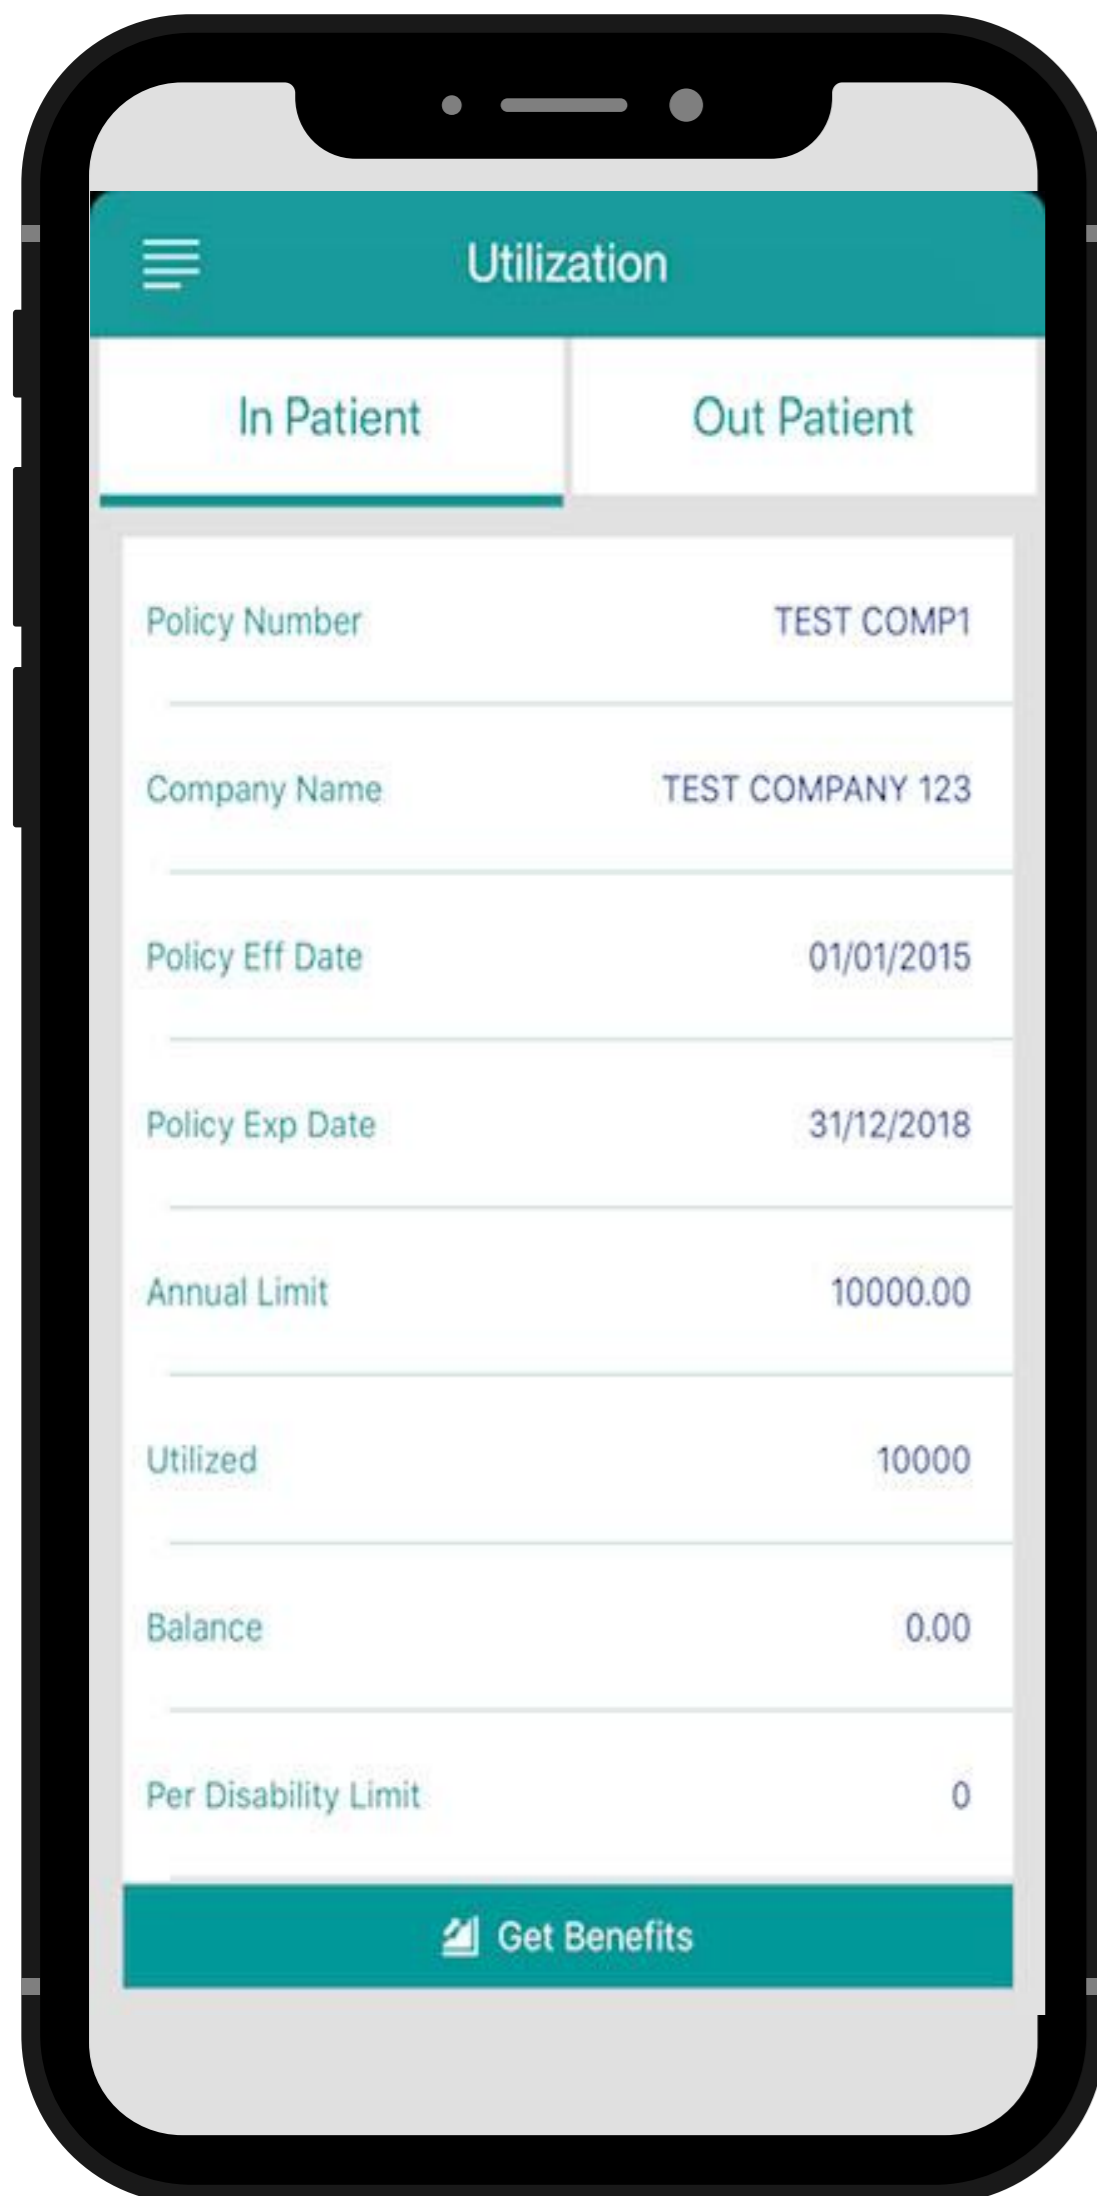 Utilization
In Patient Out Patient
Policy Number TEST COMP1
Company Name TEST COMPANY 123
Policy Eff Date 01/01/2015
Policy Exp Date 31/12/2018
Annual Limit 10000.00
Utilized 10000
Balance 0.00
Per Disability Limit 0
Get Benefits